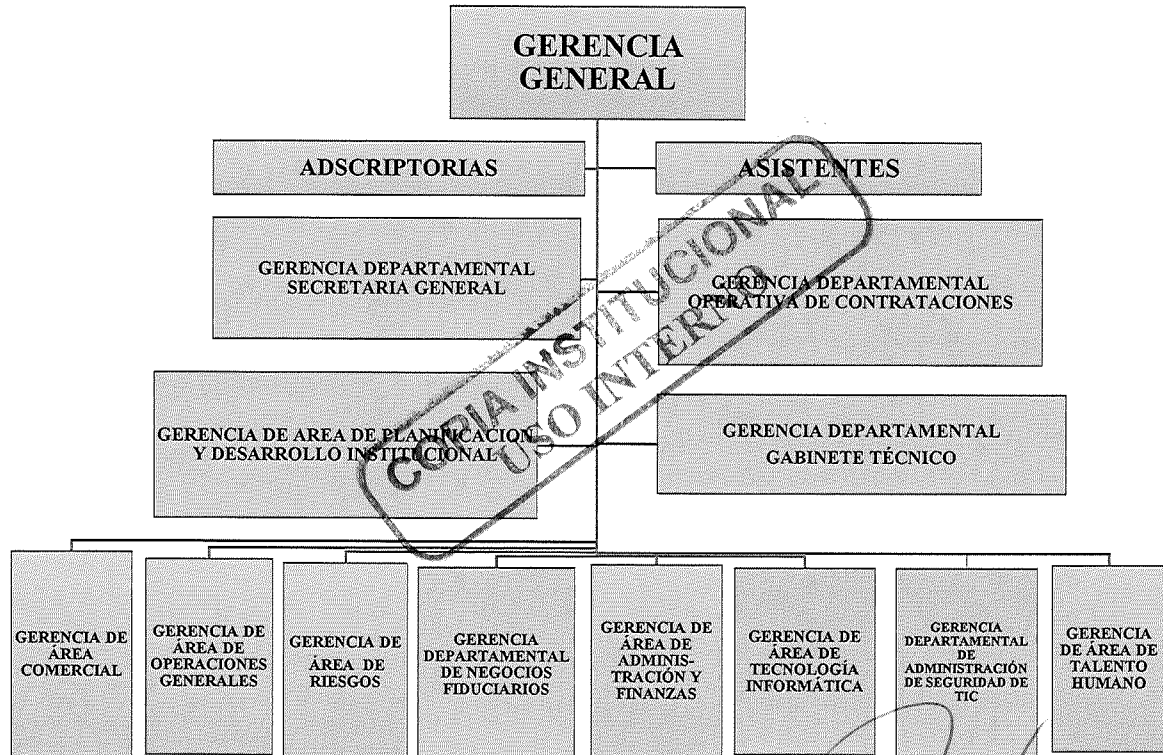 GERENCIA
GENERAL
ADSCRIPTORIAS
ASISTENTES
GERENCIA DEPARTAMENTAL
SECRETARIA GENERAL
GERENCIA DEPARTAMENTAL
OPERATIVA DE CONTRATACIONES
GERENCIA DE AREA DE PLANIFICACION
Y DESARROLLO INSTITUCIONAL
GERENCIA DEPARTAMENTAL
GABINETE TÉCNICO
COPIA INSTITUCIONAL
USO INTERNO
GERENCIA DE
ÁREA
COMERCIAL
GERENCIA DE
ÁREA DE
OPERACIONES
GENERALES
GERENCIA DE
ÁREA DE
RIESGOS
GERENCIA
DEPARTAMENTAL
DE NEGOCIOS
FIDUCIARIOS
GERENCIA DE
ÁREA DE
ADMINIS-
TRACIÓN Y
FINANZAS
GERENCIA DE
ÁREA DE
TECNOLOGÍA
INFORMÁTICA
GERENCIA
DEPARTAMENTAL
DE
ADMINISTRACIÓN
DE SEGURIDAD DE
TIC
GERENCIA
DE ÁREA DE
TALENTO
HUMANO